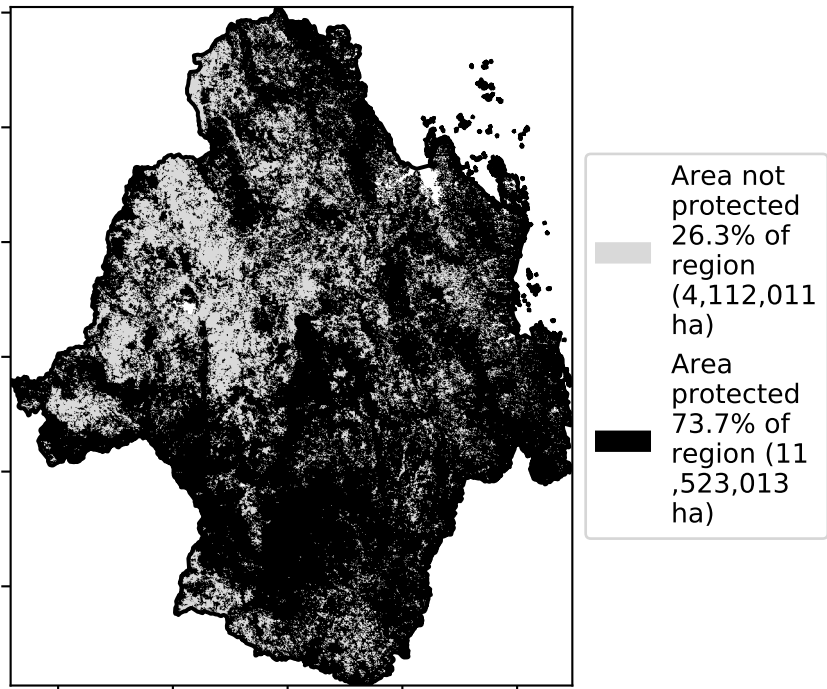 Area not
protected
26.3% of
region
(4,112,011
ha)
Area
protected
73.7% of
region (11
,523,013
ha)